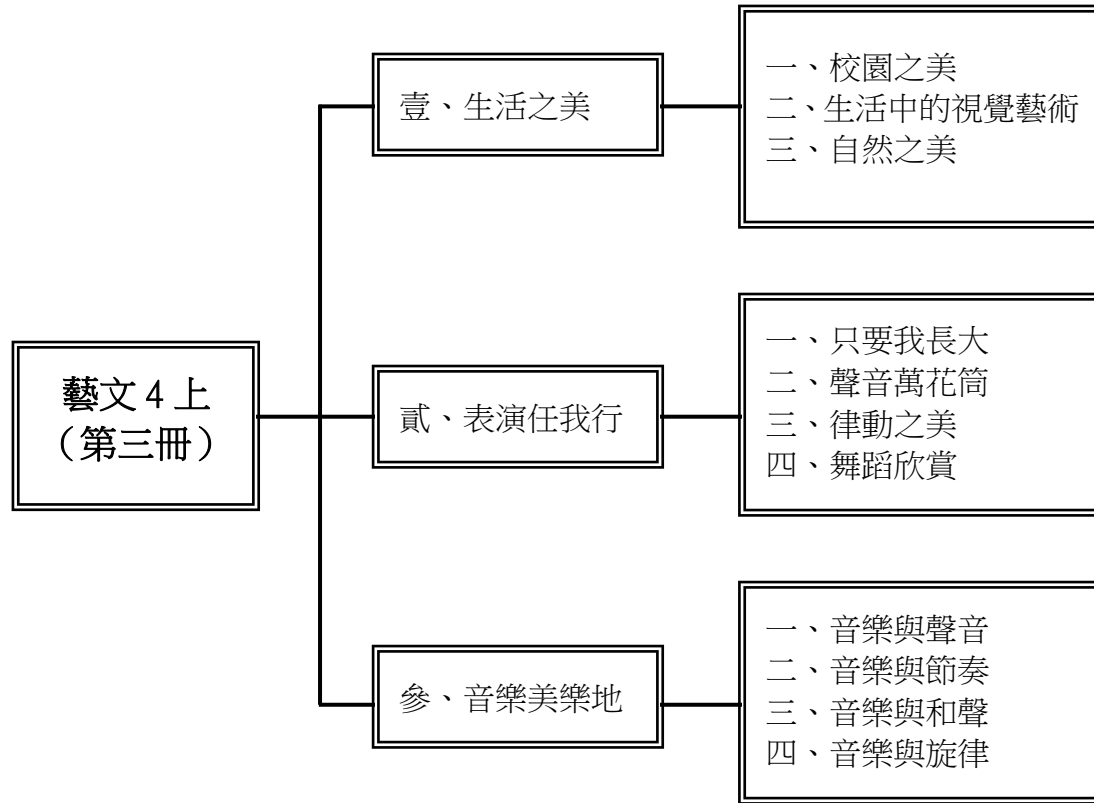 藝文4上
（第三冊）
壹、生活之美
一、校園之美
二、生活中的視覺藝術
三、自然之美
貳、表演任我行
一、只要我長大
二、聲音萬花筒
三、律動之美
四、舞蹈欣賞
參、音樂美樂地
一、音樂與聲音
二、音樂與節奏
三、音樂與和聲
四、音樂與旋律